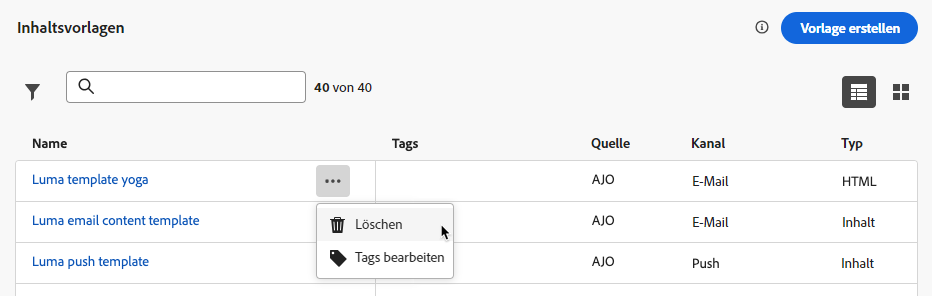 Inhaltsvorlagen
Vorlage erstellen
40 von 40
Name Tags Quelle Kanal Typ
Luma template yoga AJO E-Mail HTML
Luma email content template AJO E-Mail Inhalt
Löschen
Luma push template AJO Push Inhalt
Tags bearbeiten